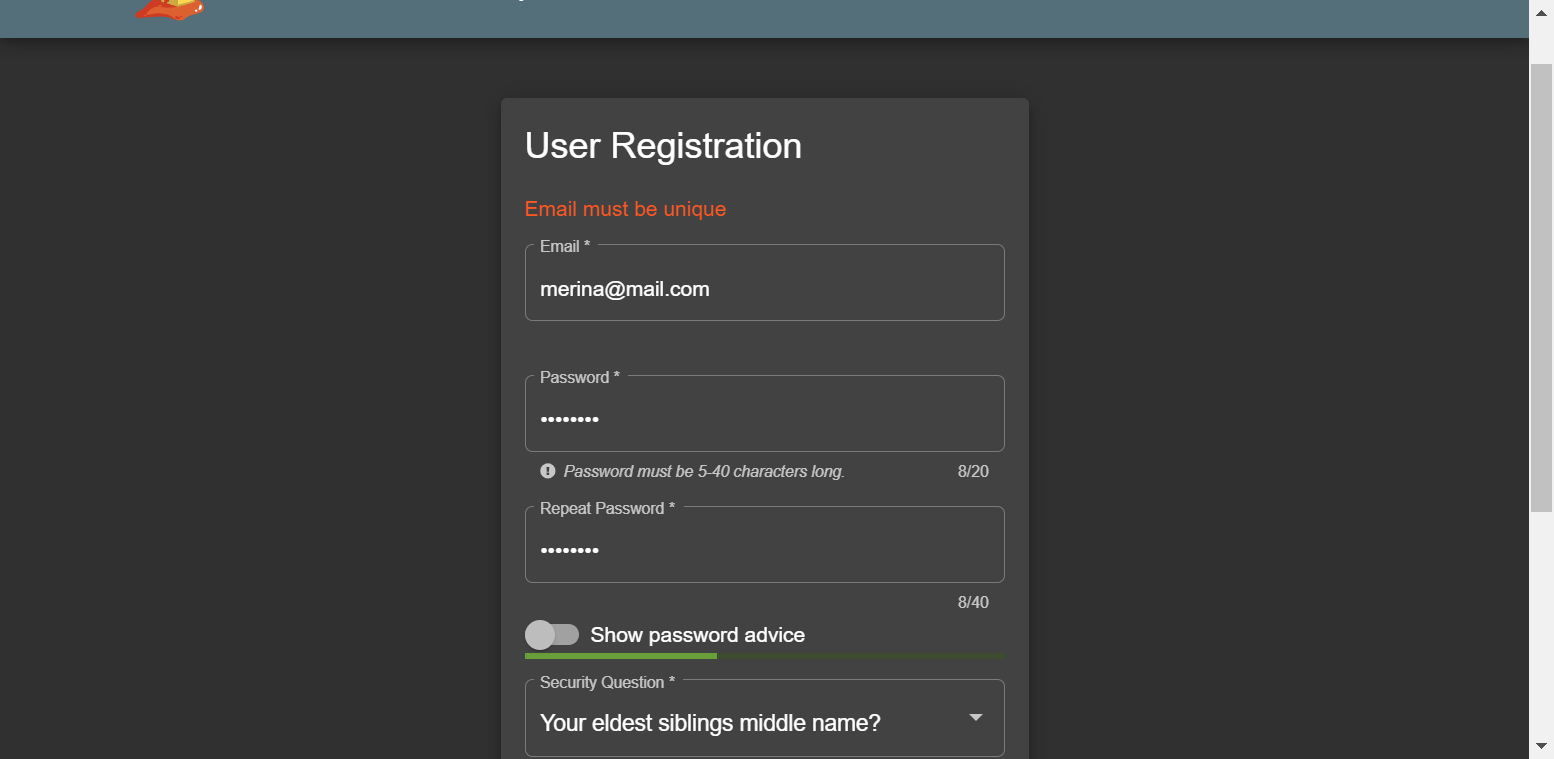 User Registration
Email must be unique
Email *
merina@mail.com
Password *
••••••••
Password must be 5-40 characters long.
8/20
Repeat Password *
••••••••
8/40
Show password advice
Security Question *
Your eldest siblings middle name?